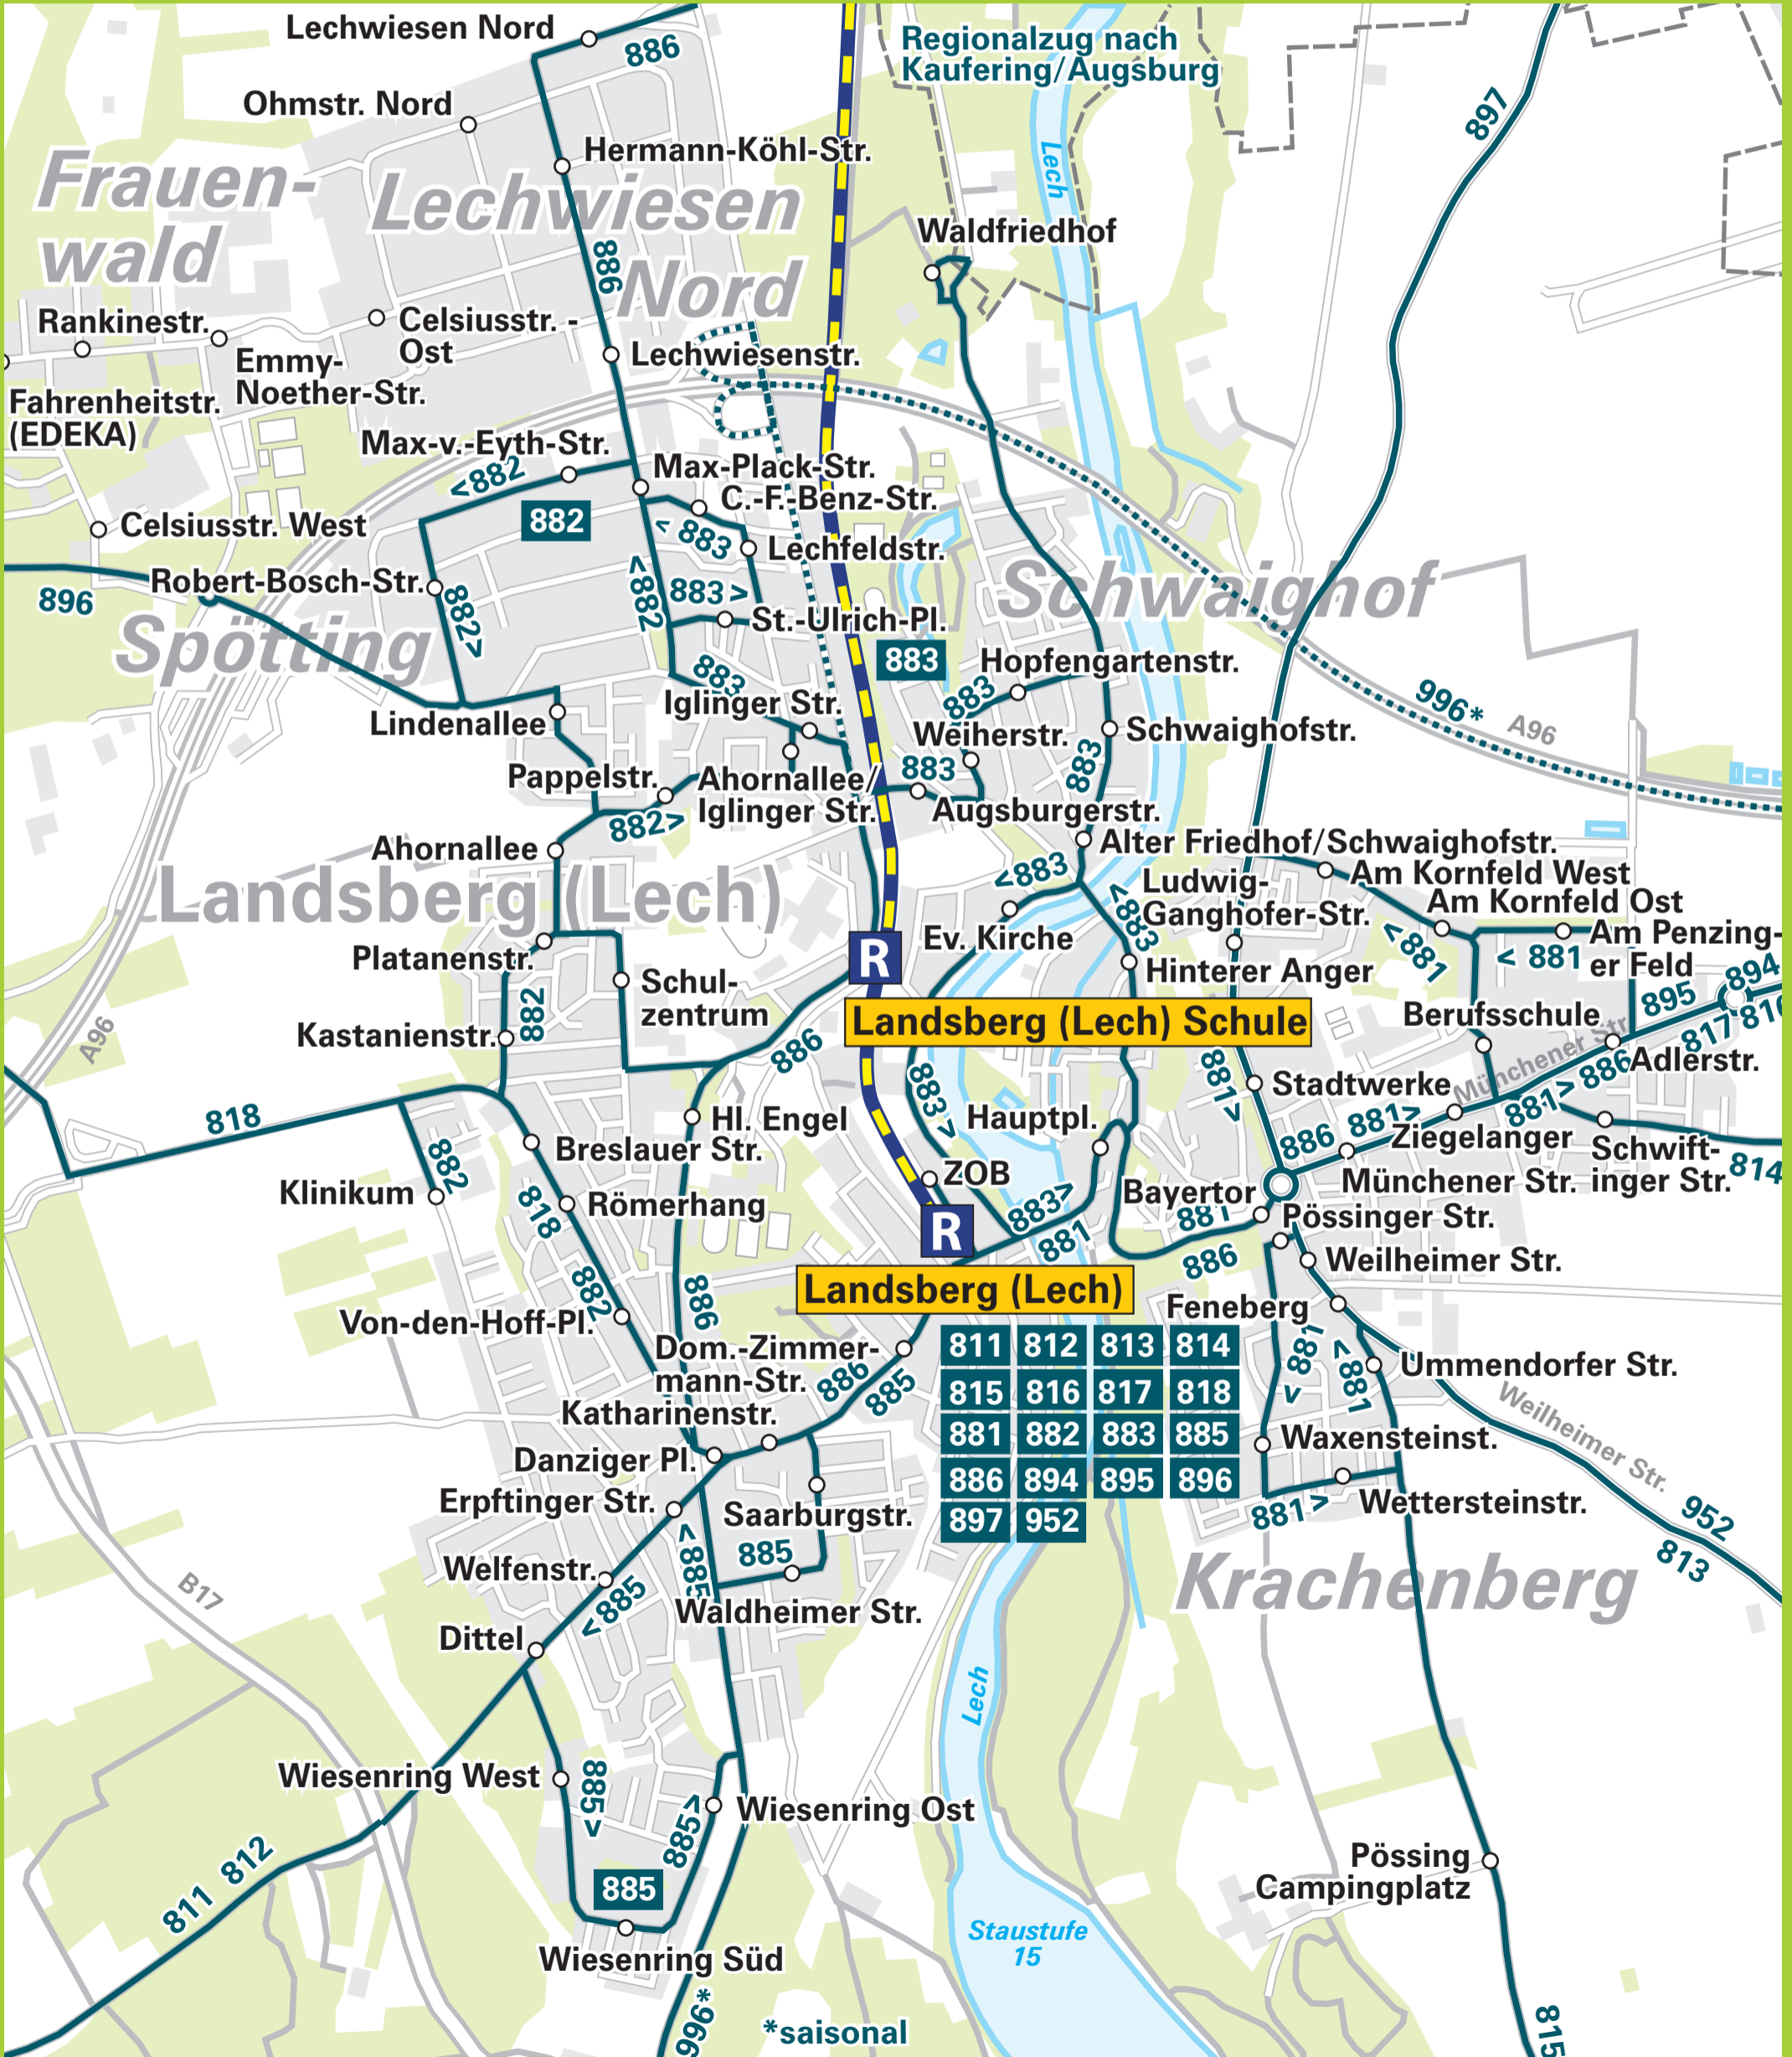 Lechwiesen Nord
886
Regionalzug nach
Kaufering/Augsburg
897
Ohmstr. Nord
Hermann-Köhl-Str.
Lech
Frauen-
wald
Lechwiesen
Nord
886
Waldfriedhof
Rankinestr.
Celsiusstr. -
Ost
Emmy-
Noether-Str.
Lechwiesenstr.
Fahrenheitstr.
(EDEKA)
Max-v.-Eyth-Str.
<882
Max-Plack-Str.
C.-F.-Benz-Str.
882
Celsiusstr. West
< 883
Lechfeldstr.
896
Robert-Bosch-Str.
882>
<882
883 >
St.-Ulrich-Pl.
Schwaighof
Spötting
883
883
Hopfengartenstr.
883
996*
A96
Iglinger Str.
Lindenallee
Weiherstr.
Schwaighofstr.
883
883
Pappelstr.
Ahornallee/
Iglinger Str.
882>
Augsburgerstr.
Ahornallee
Alter Friedhof/Schwaighofstr.
<883
<883
Am Kornfeld West
Landsberg (Lech)
Ludwig-
Ganghofer-Str.
Am Kornfeld Ost
Ev. Kirche
<881
< 881
Am Penzing-
er Feld
Platanenstr.
R
Hinterer Anger
894
895
Schul-
zentrum
882
Landsberg (Lech) Schule
Berufsschule
817
810
Kastanienstr.
A96
886
Münchener Str.
886
Adlerstr.
883>
881>
Stadtwerke
818
Hl. Engel
Hauptpl.
881>
881>
Ziegelanger
886
Breslauer Str.
882
Schwift-
inger Str.
814
Klinikum
ZOB
Münchener Str.
818
Römerhang
Bayertor
883>
881
881
Pössinger Str.
R
886
Weilheimer Str.
882
Von-den-Hoff-Pl.
886
Landsberg (Lech)
Feneberg
Dom.-Zimmer-
mann-Str.
886
885
811 812 813 814
815 816 817 818
881 882 883 885
886 894 895 896
897 952
< 881
<881
Ummendorfer Str.
Weilheimer Str.
Katharinenstr.
Danziger Pl.
Waxensteinst.
Erpftinger Str.
Saarburgstr.
881>
Wettersteinstr.
952
813
<885
885
Welfenstr.
<885
Waldheimer Str.
Krachenberg
B17
Dittel
Lech
Wiesenring West
885>
885>
Wiesenring Ost
812
811
885
Pössing
Campingplatz
Staustufe
15
Wiesenring Süd
996*
*saisonal
815